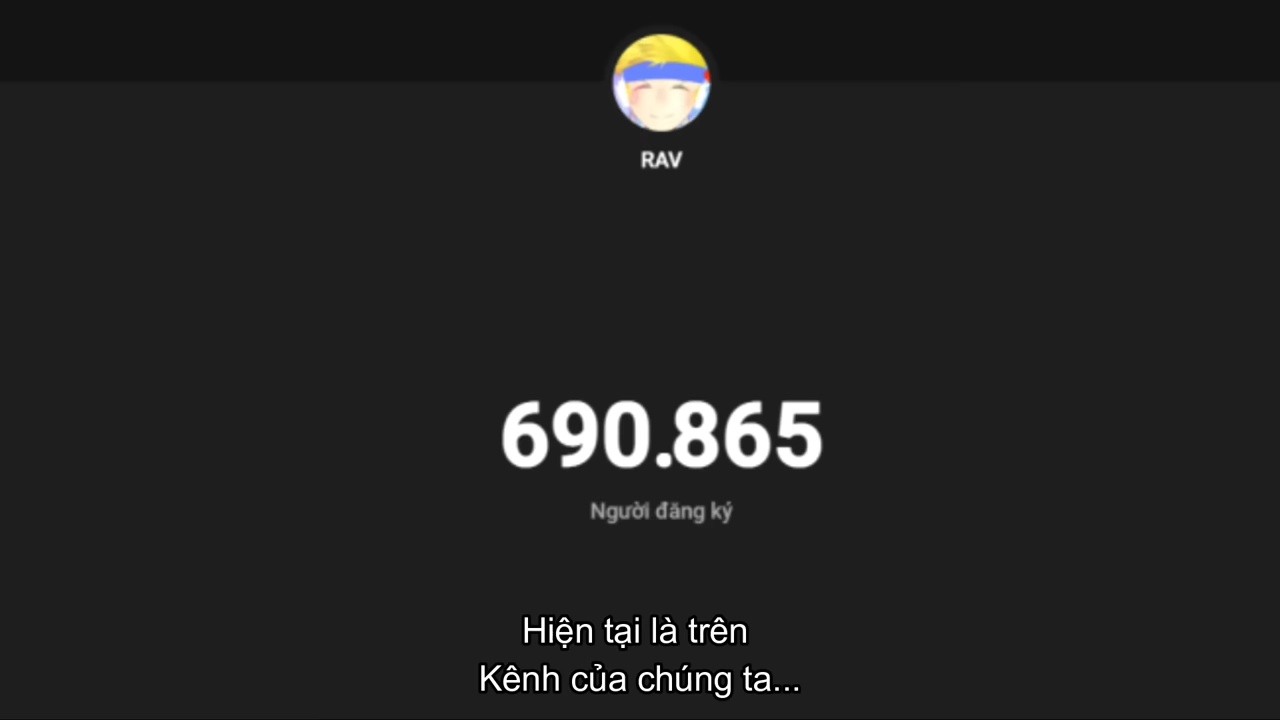 RAV
690.865
Người đăng ký
Hiện tại là trên
Kênh của chúng ta...